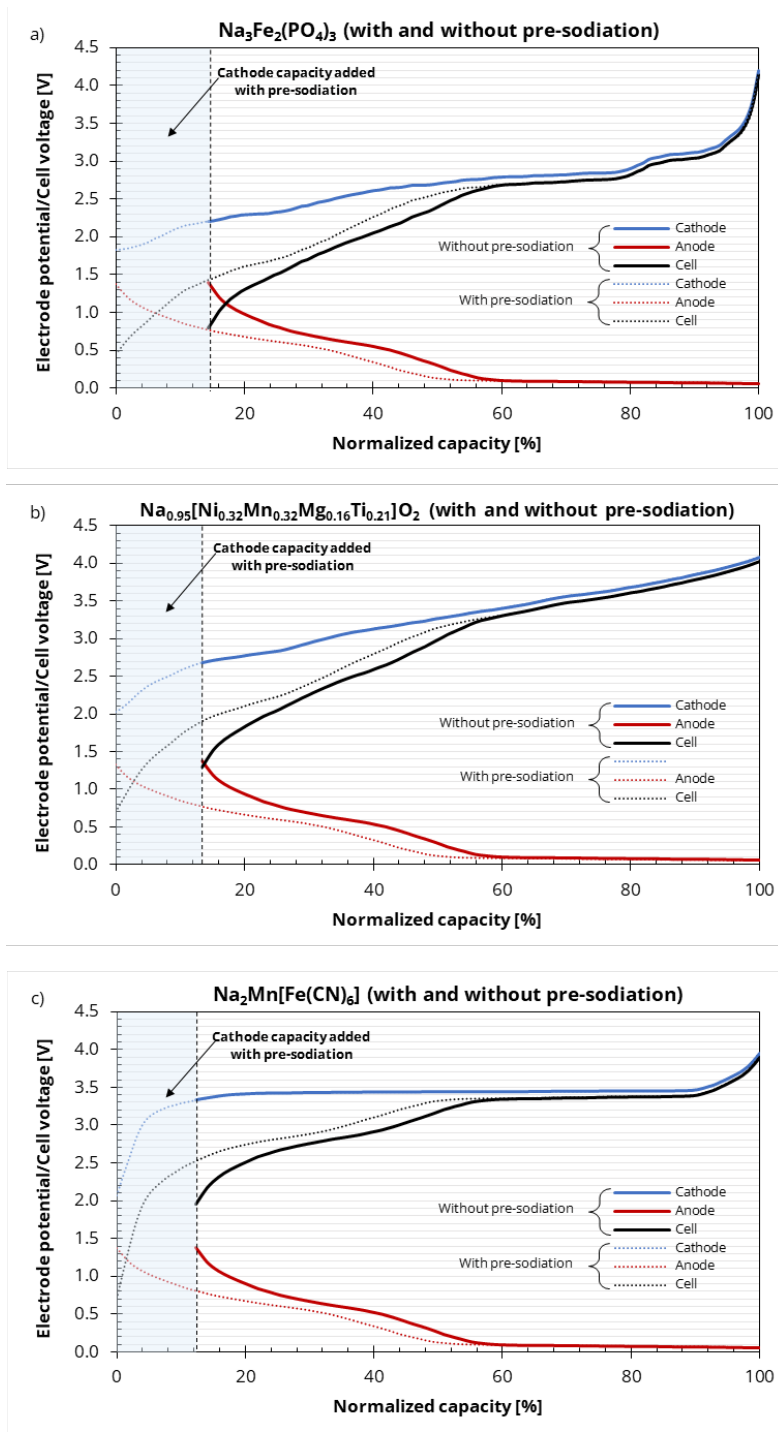 a)
Na₃Fe₂(PO₄)₃ (with and without pre-sodiation)
Electrode potential/Cell voltage [V]
4.5
4.0
3.5
3.0
2.5
2.0
1.5
1.0
0.5
0.0
Cathode capacity added
with pre-sodiation
Without pre-sodiation
Cathode
Anode
Cell
With pre-sodiation
Cathode
Anode
Cell
0 20 40 60 80 100
Normalized capacity [%]
b)
Na₀.₉₅[Ni₀.₃₂Mn₀.₃₂Mg₀.₁₆Ti₀.₂₁]O₂ (with and without pre-sodiation)
Electrode potential/Cell voltage [V]
4.5
4.0
3.5
3.0
2.5
2.0
1.5
1.0
0.5
0.0
Cathode capacity added
with pre-sodiation
Without pre-sodiation
Cathode
Anode
Cell
With pre-sodiation
Anode
Cell
0 20 40 60 80 100
Normalized capacity [%]
c)
Na₂Mn[Fe(CN)₆] (with and without pre-sodiation)
Electrode potential/Cell voltage [V]
4.5
4.0
3.5
3.0
2.5
2.0
1.5
1.0
0.5
0.0
Cathode capacity added
with pre-sodiation
Without pre-sodiation
Cathode
Anode
Cell
With pre-sodiation
Cathode
Anode
Cell
0 20 40 60 80 100
Normalized capacity [%]